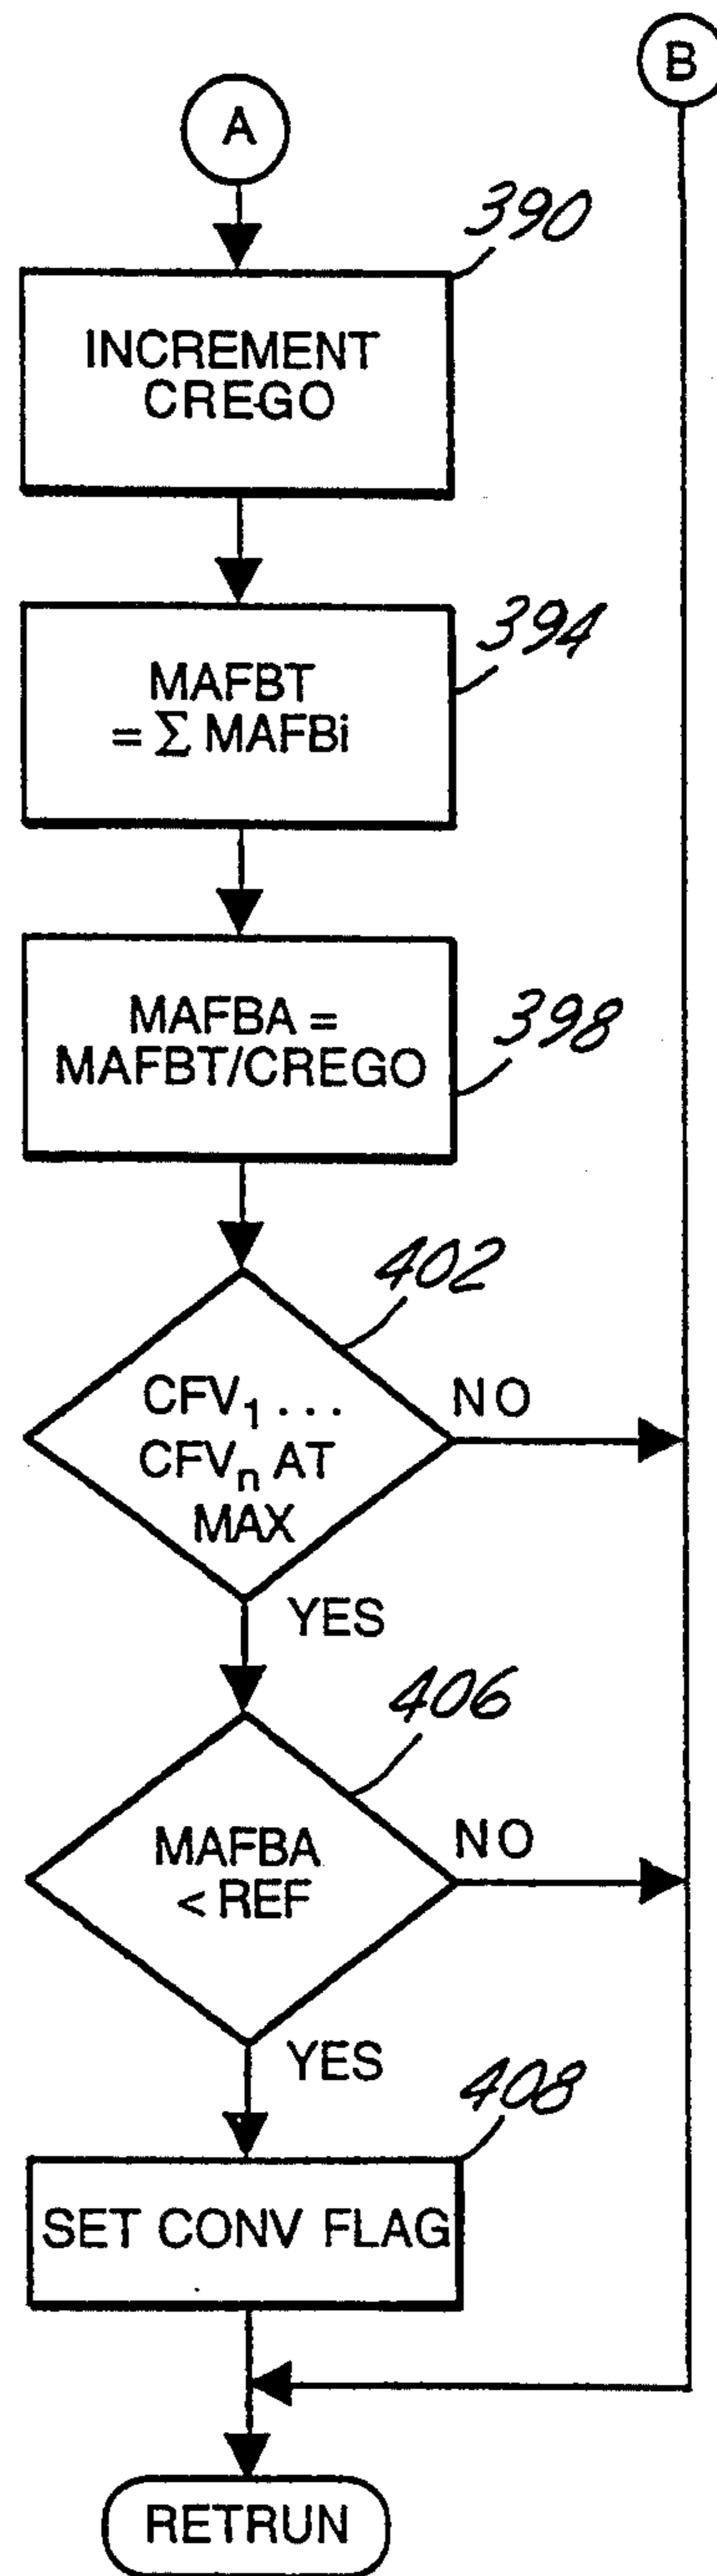 B
A
390
INCREMENT
CREGO
394
MAFBT
= Σ MAFBi
398
MAFBA =
MAFBT/CREGO
402
CFV₁ ...
CFVₙ AT
MAX
NO
YES
406
MAFBA
< REF
NO
YES
408
SET CONV FLAG
RETRUN